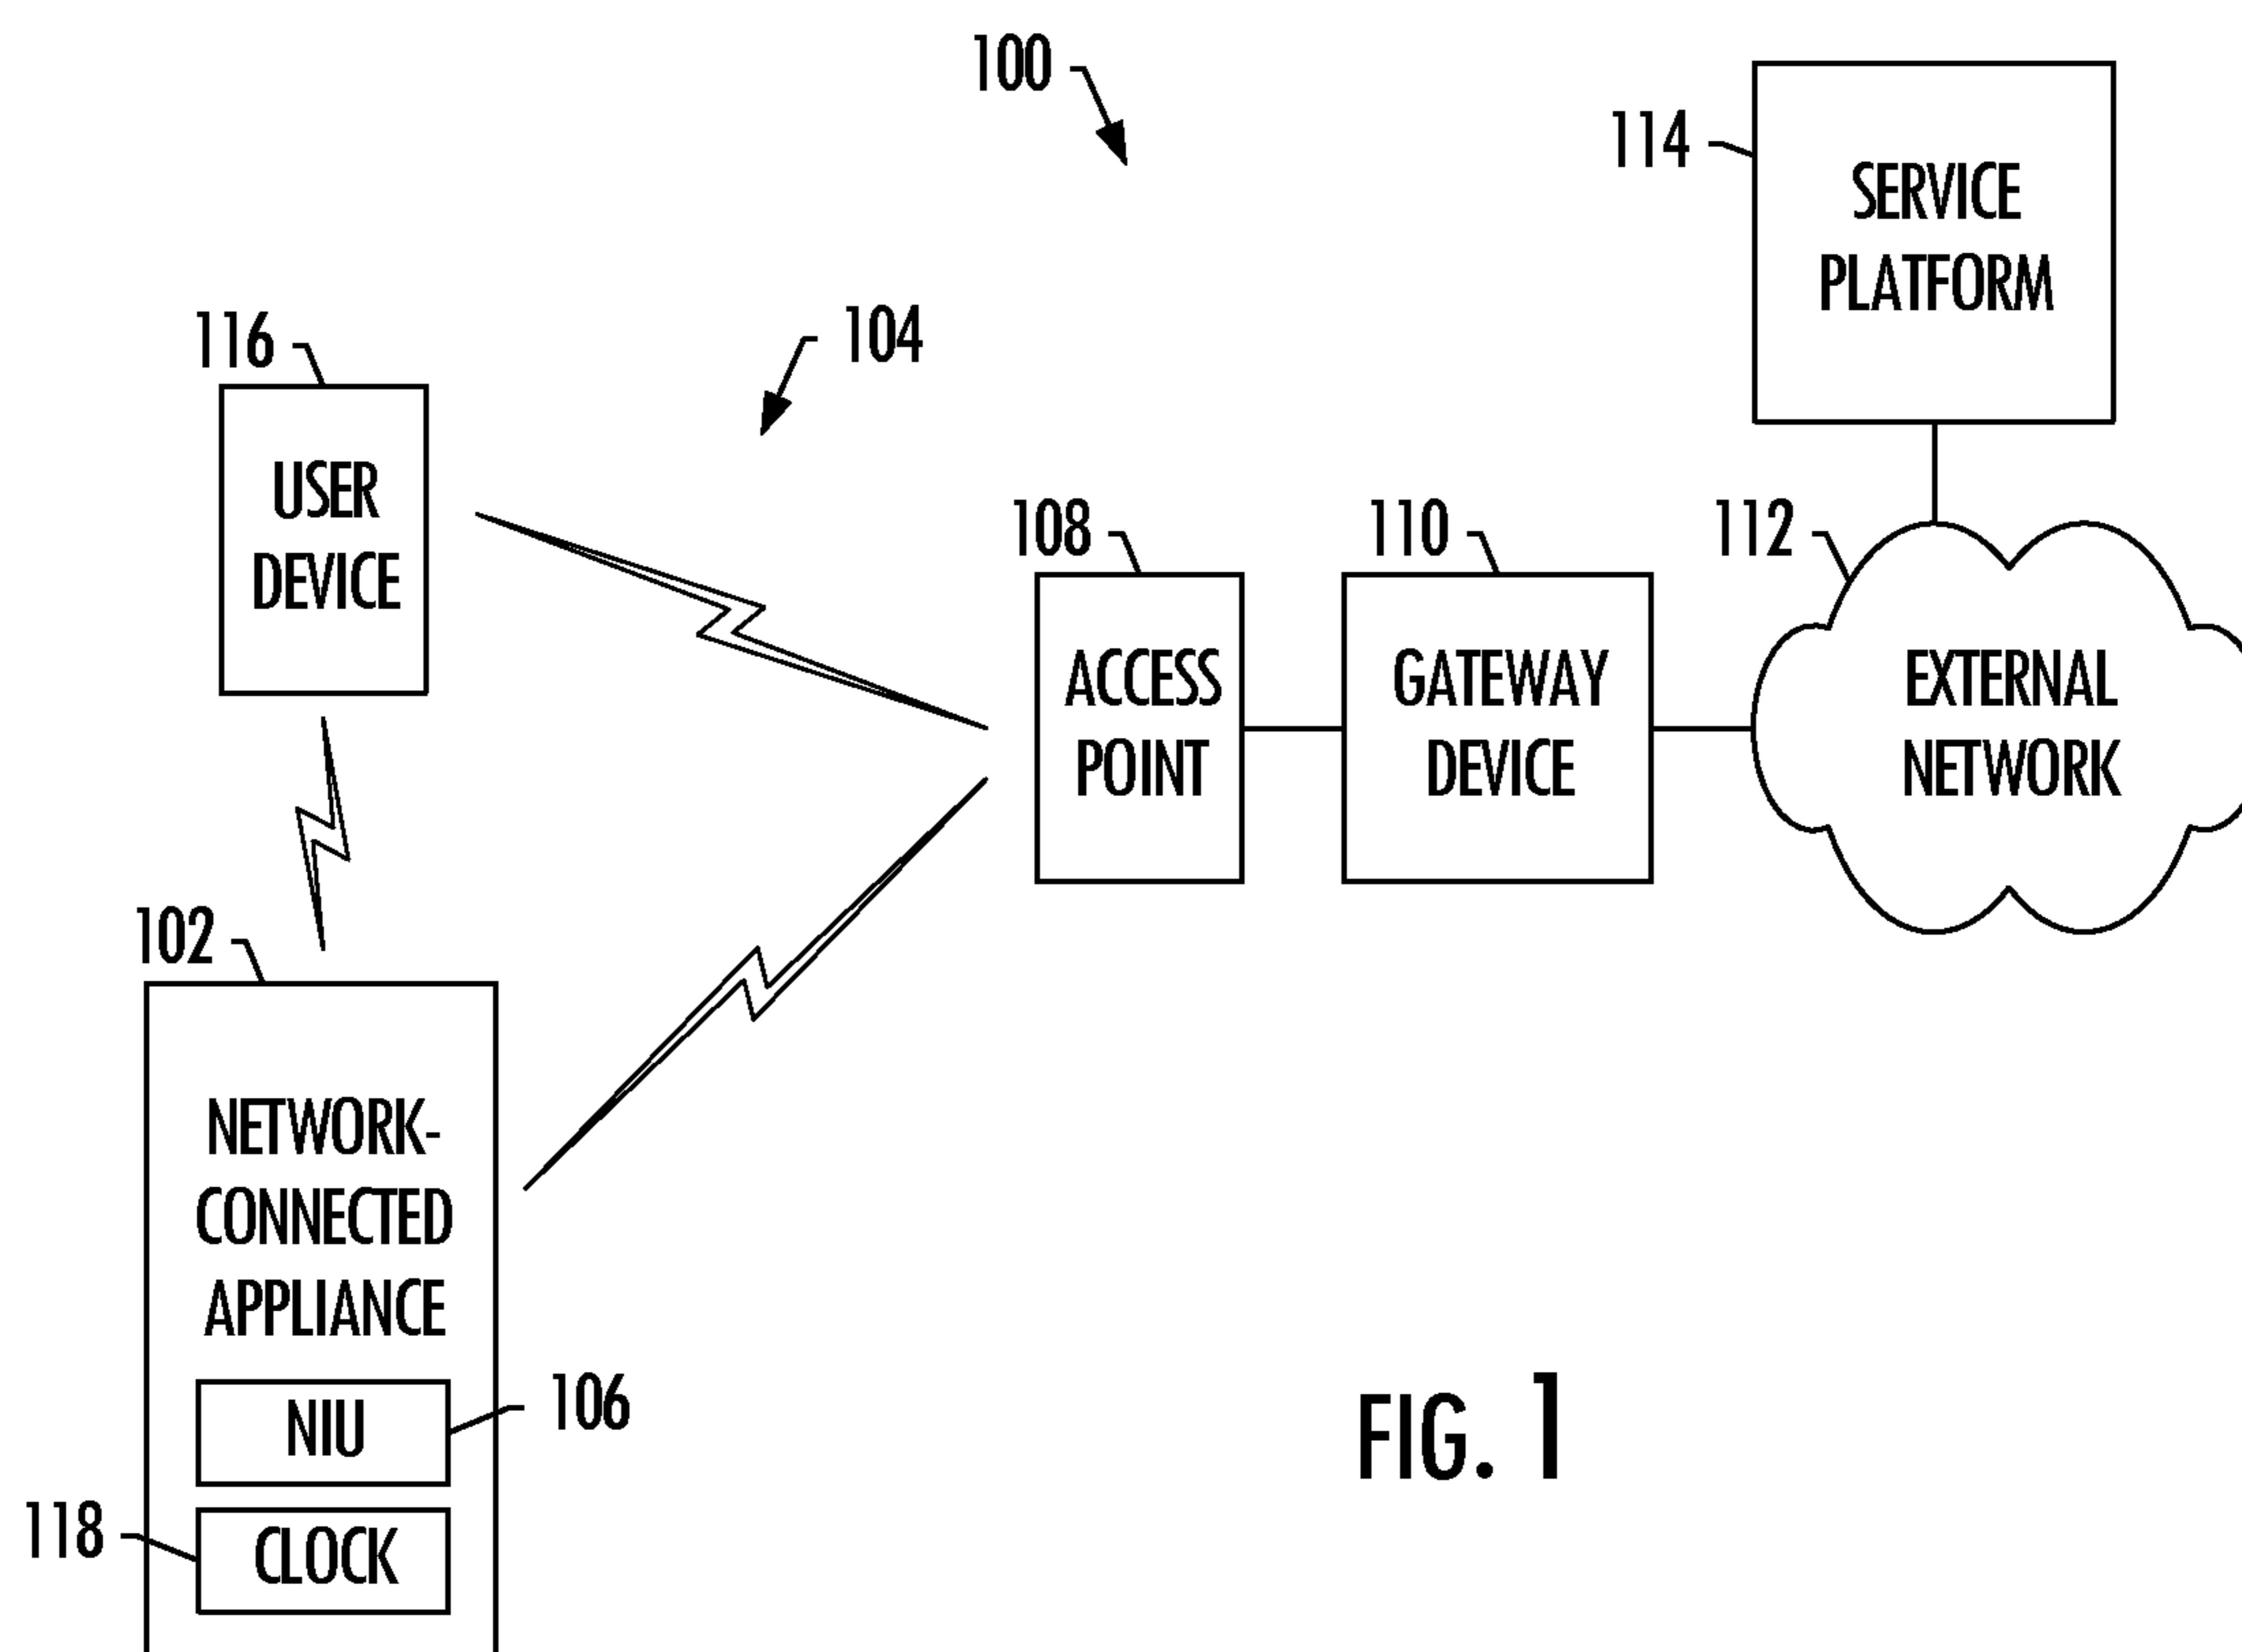 100
114
SERVICE
PLATFORM
116
104
USER
DEVICE
108
110
112
ACCESS
POINT
GATEWAY
DEVICE
EXTERNAL
NETWORK
102
NETWORK-
CONNECTED
APPLIANCE
NIU
106
118
CLOCK
FIG. 1